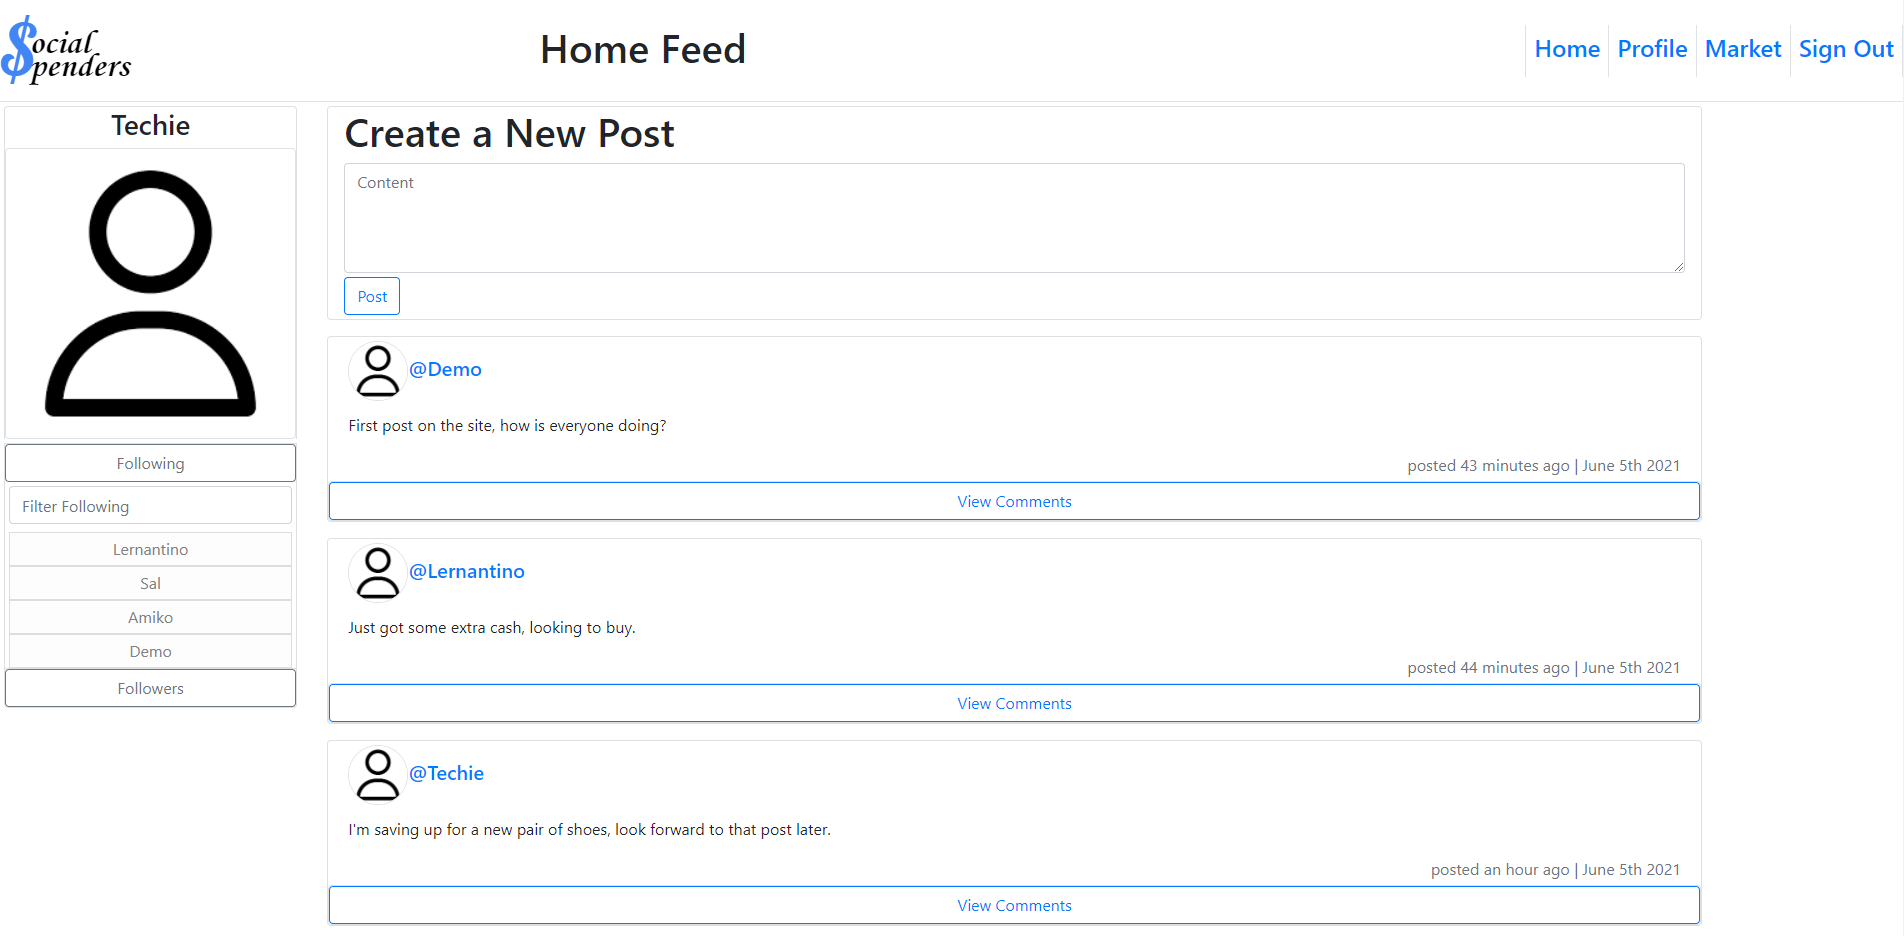 $ocial
$penders
Home Feed
Home
Profile
Market
Sign Out
Techie
Following
Filter Following
Lernantino
Sal
Amiko
Demo
Followers
Create a New Post
Content
Post
@Demo
First post on the site, how is everyone doing?
posted 43 minutes ago | June 5th 2021
View Comments
@Lernantino
Just got some extra cash, looking to buy.
posted 44 minutes ago | June 5th 2021
View Comments
@Techie
I'm saving up for a new pair of shoes, look forward to that post later.
posted an hour ago | June 5th 2021
View Comments